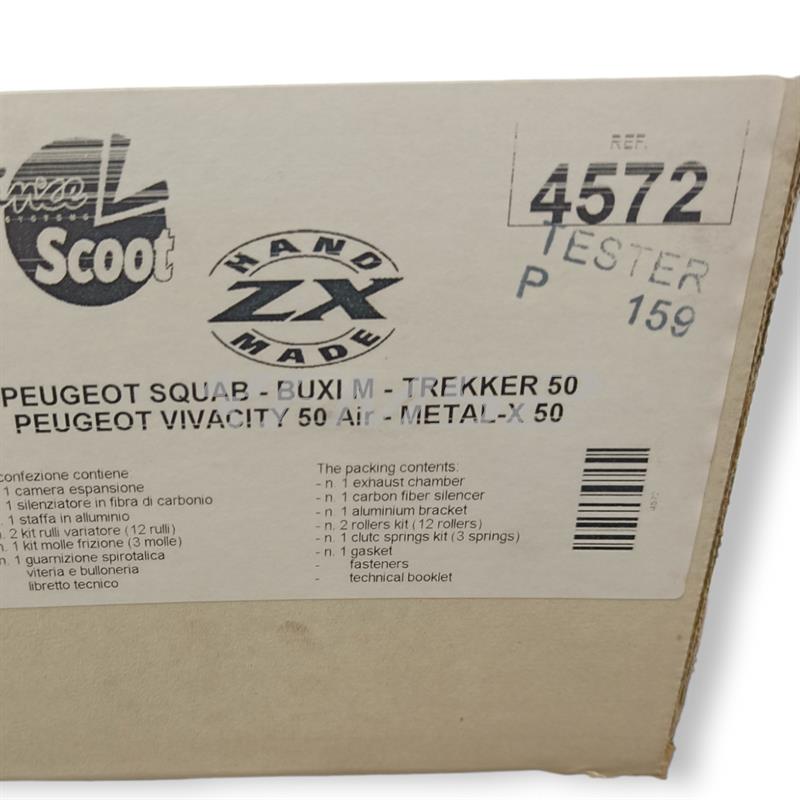 REF.
4572
TESTER
P 159
SYSTEMS
Scoot
HAND
ZX
MADE
PEUGEOT SQUAB - BUXI M - TREKKER 50
PEUGEOT VIVACITY 50 Air - METAL-X 50
confezione contiene
1 camera espansione
1 silenziatore in fibra di carbonio
n. 1 staffa in alluminio
n. 2 kit rulli variatore (12 rulli)
n. 1 kit molle frizione (3 molle)
n. 1 guarnizione spirotalica
viteria e bulloneria
libretto tecnico
The packing contents:
- n. 1 exhaust chamber
- n. 1 carbon fiber silencer
- n. 1 aluminium bracket
- n. 2 rollers kit (12 rollers)
- n. 1 clutc springs kit (3 springs)
- n. 1 gasket
- fasteners
- technical booklet
4572